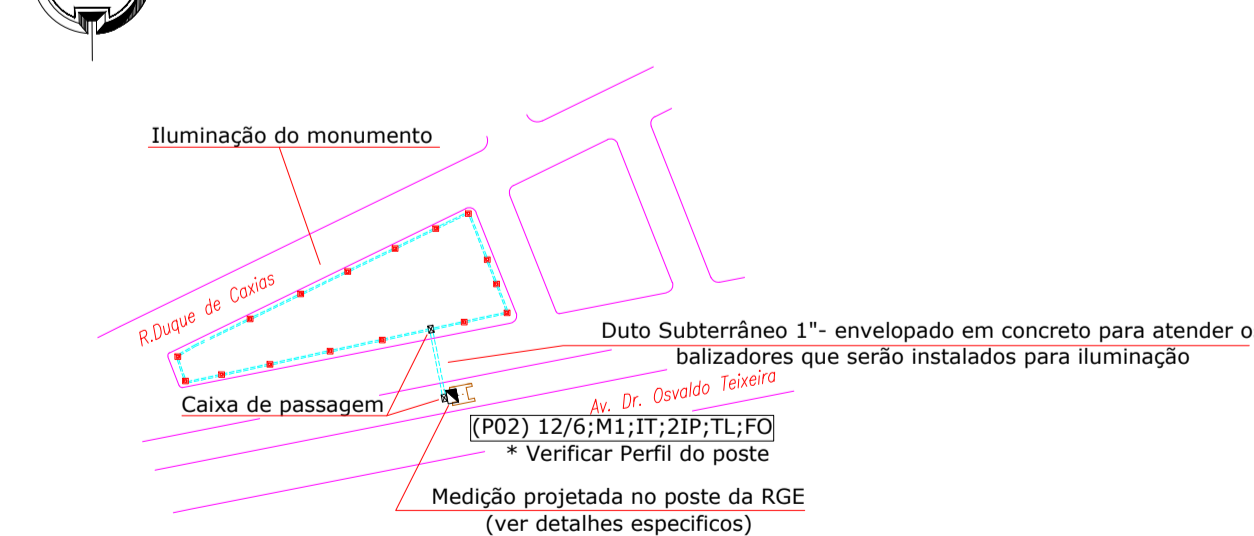 Iluminação do monumento
R.Duque de Caxias
Duto Subterrâneo 1"- envelopado em concreto para atender o
balizadores que serão instalados para iluminação
Caixa de passagem
Av. Dr. Osvaldo Teixeira
(P02) 12/6;M1;IT;2IP;TL;FO
* Verificar Perfil do poste
Medição projetada no poste da RGE
(ver detalhes especificos)